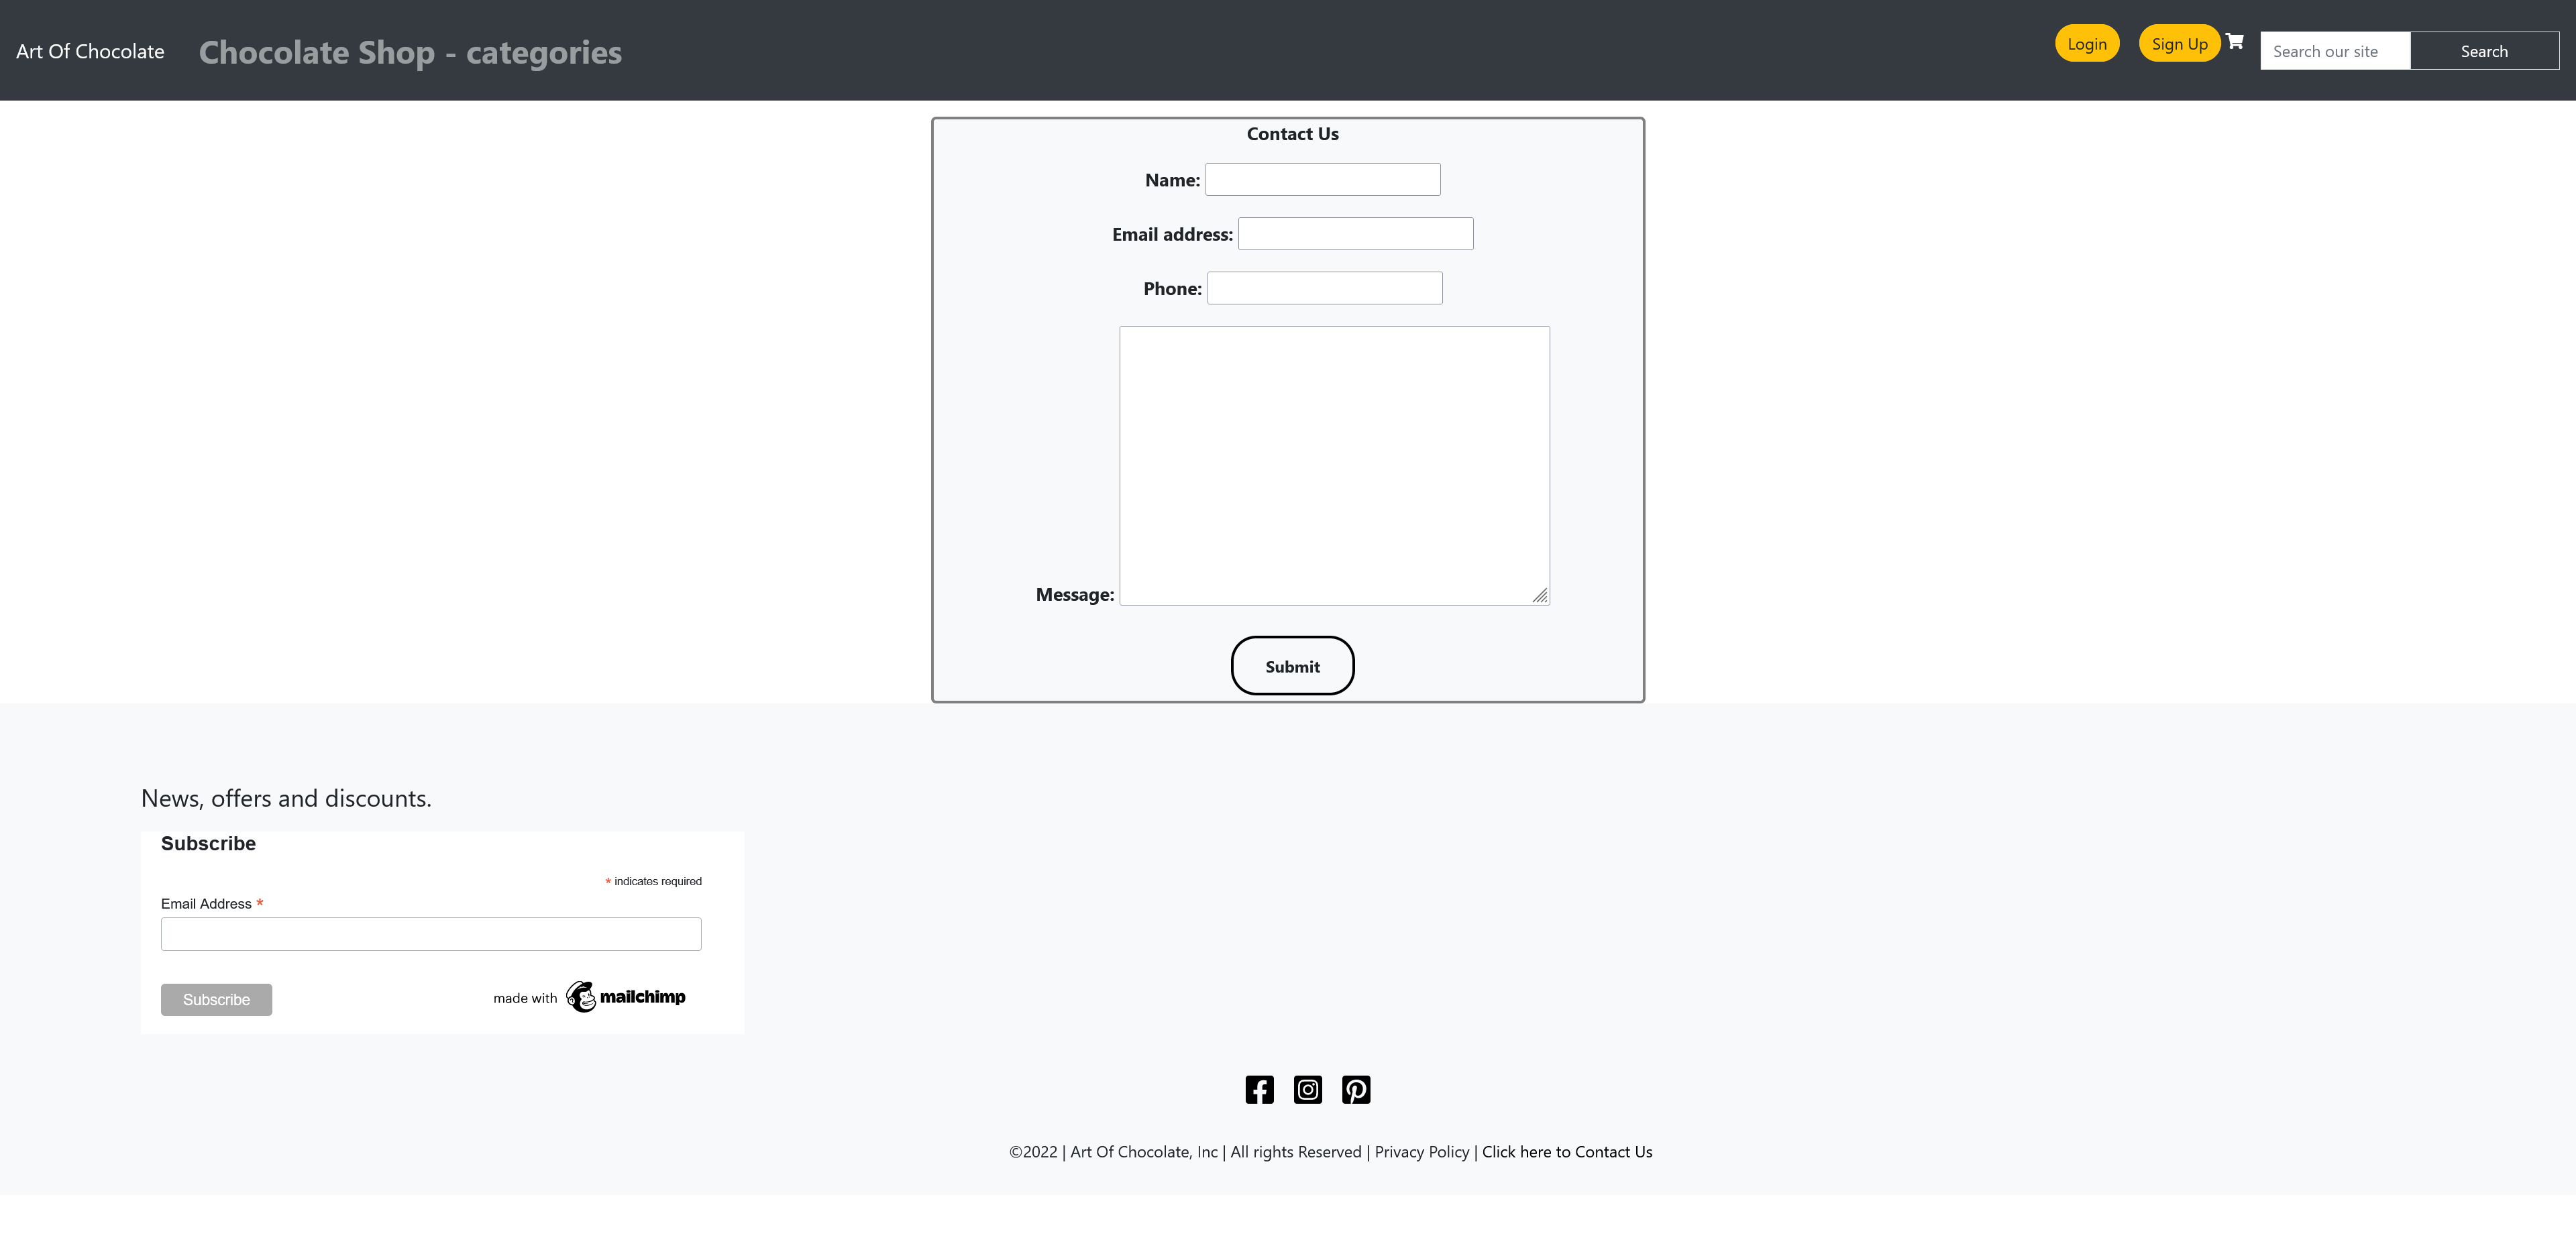 Art Of Chocolate Chocolate Shop - categories Login Sign Up Search our site Search
Contact Us
Name:
Email address:
Phone:
Message:
Submit
News, offers and discounts.
Subscribe
* indicates required
Email Address *
Subscribe made with mailchimp
©2022 | Art Of Chocolate, Inc | All rights Reserved | Privacy Policy | Click here to Contact Us